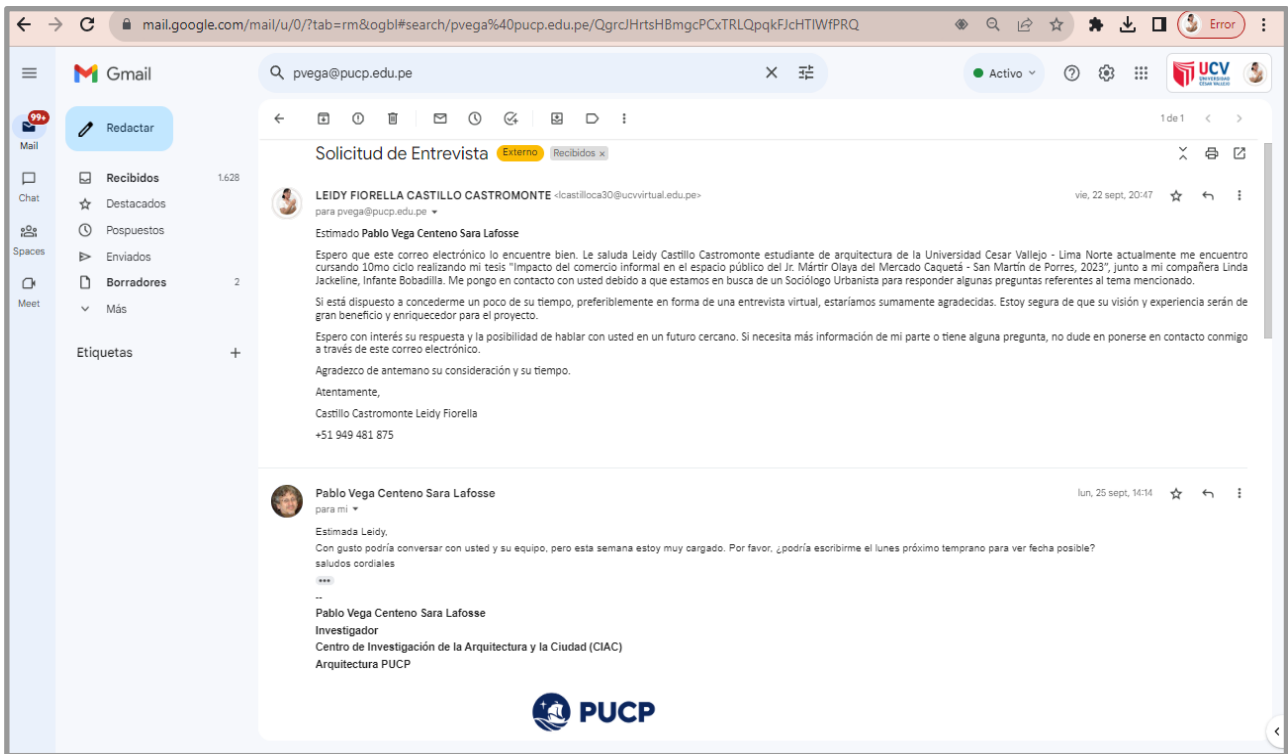 mail.google.com/mail/u/0/?tab=rm&ogbl#search/pvega%40pucp.edu.pe/QgrcJHrtsHBmgcPCxTRLQpqkFJcHTlWfPRQ
Error
Gmail
pvega@pucp.edu.pe
Activo
UCV
UNIVERSIDAD
CÉSAR VALLEJO
99+
Mail
Redactar
1 de 1
Chat
Spaces
Meet
Recibidos 1.628
Destacados
Pospuestos
Enviados
Borradores 2
Más
Etiquetas +
Solicitud de Entrevista Externo Recibidos x
LEIDY FIORELLA CASTILLO CASTROMONTE <lcastilloca30@ucvvirtual.edu.pe> vie, 22 sept, 20:47
para pvega@pucp.edu.pe
Estimado Pablo Vega Centeno Sara Lafosse
Espero que este correo electrónico lo encuentre bien. Le saluda Leidy Castillo Castromonte estudiante de arquitectura de la Universidad Cesar Vallejo - Lima Norte actualmente me encuentro
cursando 10mo ciclo realizando mi tesis "Impacto del comercio informal en el espacio público del Jr. Mártir Olaya del Mercado Caquetá - San Martín de Porres, 2023", junto a mi compañera Linda
Jackeline, Infante Bobadilla. Me pongo en contacto con usted debido a que estamos en busca de un Sociólogo Urbanista para responder algunas preguntas referentes al tema mencionado.
Si está dispuesto a concederme un poco de su tiempo, preferiblemente en forma de una entrevista virtual, estaríamos sumamente agradecidas. Estoy segura de que su visión y experiencia serán de
gran beneficio y enriquecedor para el proyecto.
Espero con interés su respuesta y la posibilidad de hablar con usted en un futuro cercano. Si necesita más información de mi parte o tiene alguna pregunta, no dude en ponerse en contacto conmigo
a través de este correo electrónico.
Agradezco de antemano su consideración y su tiempo.
Atentamente,
Castillo Castromonte Leidy Fiorella
+51 949 481 875
Pablo Vega Centeno Sara Lafosse lun, 25 sept, 14:14
para mi
Estimada Leidy,
Con gusto podría conversar con usted y su equipo, pero esta semana estoy muy cargado. Por favor, ¿podría escribirme el lunes próximo temprano para ver fecha posible?
saludos cordiales
--
Pablo Vega Centeno Sara Lafosse
Investigador
Centro de Investigación de la Arquitectura y la Ciudad (CIAC)
Arquitectura PUCP
PUCP